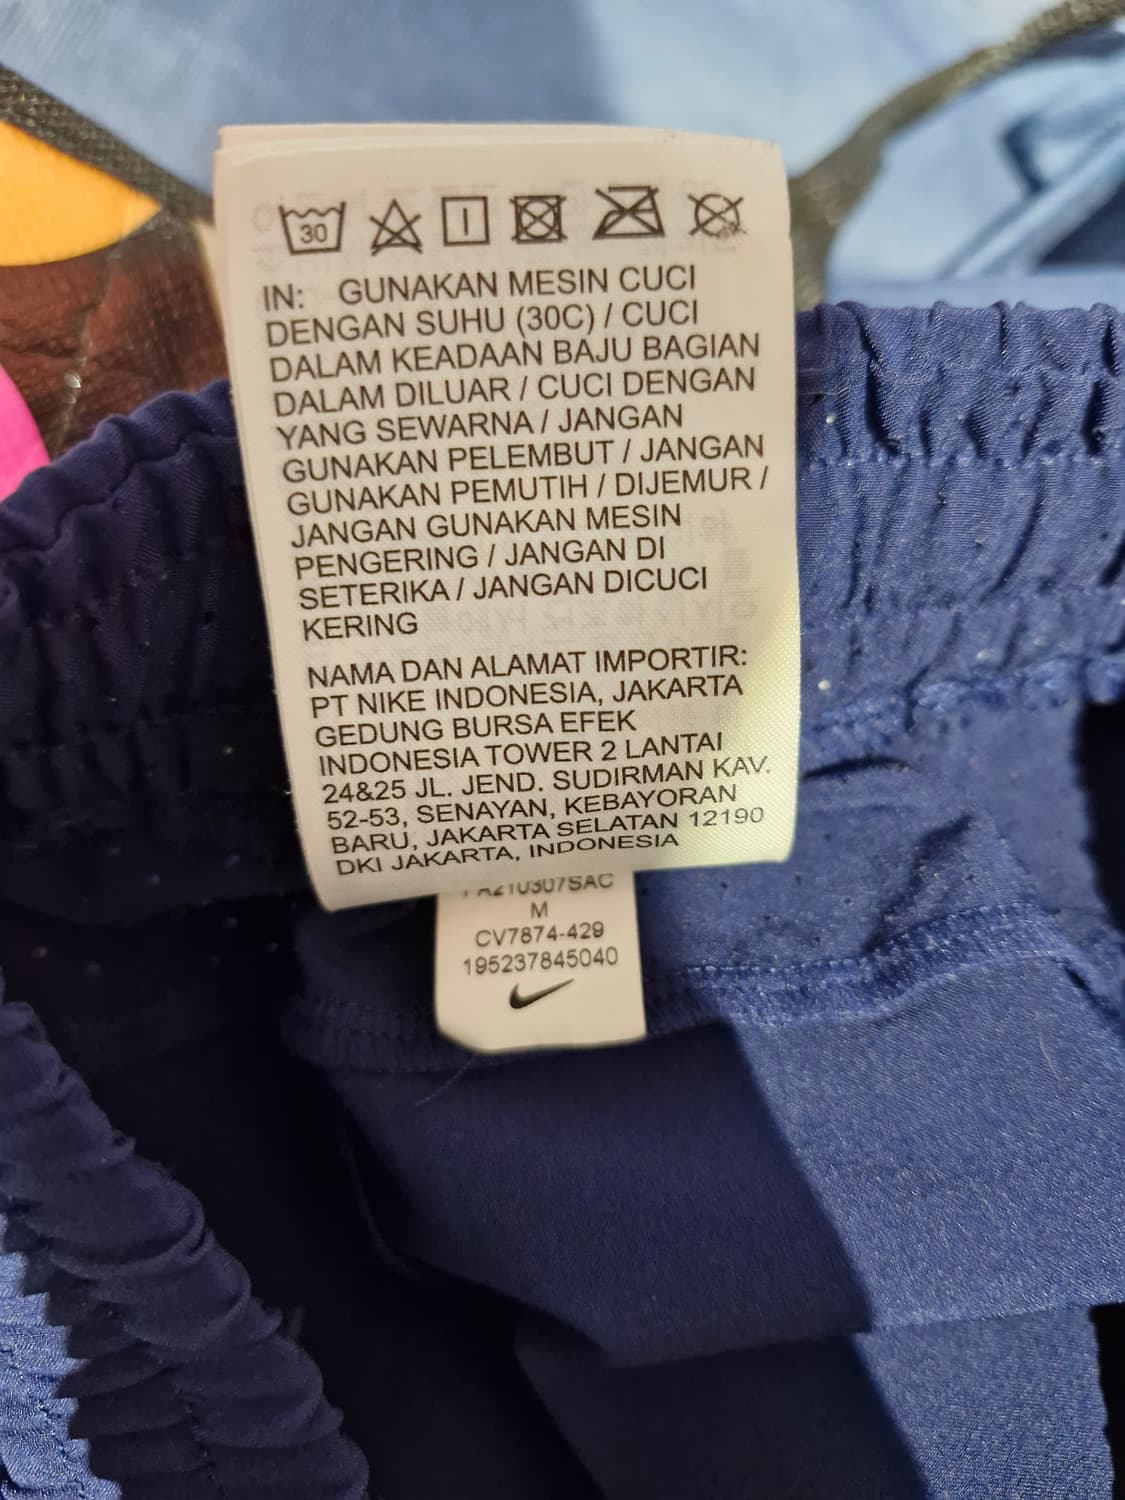 30
IN: GUNAKAN MESIN CUCI
DENGAN SUHU (30C) / CUCI
DALAM KEADAAN BAJU BAGIAN
DALAM DILUAR / CUCI DENGAN
YANG SEWARNA / JANGAN
GUNAKAN PELEMBUT / JANGAN
GUNAKAN PEMUTIH / DIJEMUR /
JANGAN GUNAKAN MESIN
PENGERING / JANGAN DI
SETERIKA / JANGAN DICUCI
KERING
NAMA DAN ALAMAT IMPORTIR:
PT NIKE INDONESIA, JAKARTA
GEDUNG BURSA EFEK
INDONESIA TOWER 2 LANTAI
24&25 JL. JEND. SUDIRMAN KAV.
52-53, SENAYAN, KEBAYORAN
BARU, JAKARTA SELATAN 12190
DKI JAKARTA, INDONESIA
M
CV7874-429
195237845040